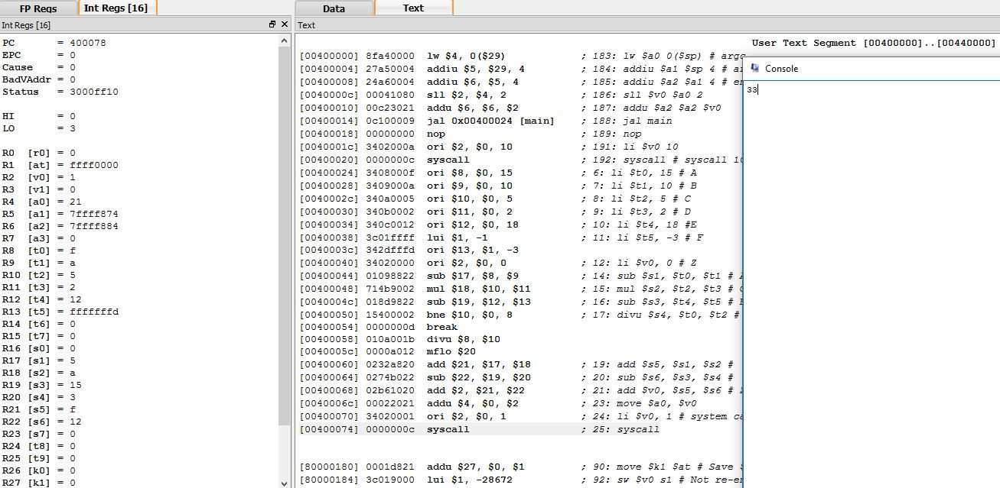 FP Regs Int Regs [16] Data Text
Int Regs [16]
Text
PC = 400078
EPC = 0
Cause = 0
BadVAddr = 0
Status = 3000ff10
HI = 0
LO = 3
R0 [r0] = 0
R1 [at] = ffff0000
R2 [v0] = 1
R3 [v1] = 0
R4 [a0] = 21
R5 [a1] = 7ffff874
R6 [a2] = 7ffff884
R7 [a3] = 0
R8 [t0] = f
R9 [t1] = a
R10 [t2] = 5
R11 [t3] = 2
R12 [t4] = 12
R13 [t5] = fffffffd
R14 [t6] = 0
R15 [t7] = 0
R16 [s0] = 0
R17 [s1] = 5
R18 [s2] = a
R19 [s3] = 15
R20 [s4] = 3
R21 [s5] = f
R22 [s6] = 12
R23 [s7] = 0
R24 [t8] = 0
R25 [t9] = 0
R26 [k0] = 0
R27 [k1] = 0
User Text Segment [00400000]..[00440000]
[00400000] 8fa40000 lw $4, 0($29) ; 183: lw $a0 0($sp) # argc
[00400004] 27a50004 addiu $5, $29, 4 ; 184: addiu $a1 $sp 4 #
[00400008] 24a60004 addiu $6, $5, 4 ; 185: addiu $a2 $a1 4 #
[0040000c] 00041080 sll $2, $4, 2 ; 186: sll $v0 $a0 2
[00400010] 00c23021 addu $6, $6, $2 ; 187: addu $a2 $a2 $v0
[00400014] 0c100009 jal 0x00400024 [main] ; 188: jal main
[00400018] 00000000 nop ; 189: nop
[0040001c] 3402000a ori $2, $0, 10 ; 191: li $v0 10
[00400020] 0000000c syscall ; 192: syscall # syscall 10
[00400024] 3408000f ori $8, $0, 15 ; 6: li $t0, 15 # A
[00400028] 3409000a ori $9, $0, 10 ; 7: li $t1, 10 # B
[0040002c] 340a0005 ori $10, $0, 5 ; 8: li $t2, 5 # C
[00400030] 340b0002 ori $11, $0, 2 ; 9: li $t3, 2 # D
[00400034] 340c0012 ori $12, $0, 18 ; 10: li $t4, 18 #E
[00400038] 3c01ffff lui $1, -1 ; 11: li $t5, -3 # F
[0040003c] 342dfffd ori $13, $1, -3
[00400040] 34020000 ori $2, $0, 0 ; 12: li $v0, 0 # Z
[00400044] 01098822 sub $17, $8, $9 ; 14: sub $s1, $t0, $t1 #
[00400048] 714b9002 mul $18, $10, $11 ; 15: mul $s2, $t2, $t3 #
[0040004c] 018d9822 sub $19, $12, $13 ; 16: sub $s3, $t4, $t5 #
[00400050] 15400002 bne $10, $0, 8 ; 17: divu $s4, $t0, $t2 #
[00400054] 0000000d break
[00400058] 010a001b divu $8, $10
[0040005c] 0000a012 mflo $20
[00400060] 0232a820 add $21, $17, $18 ; 19: add $s5, $s1, $s2 #
[00400064] 0274b022 sub $22, $19, $20 ; 20: sub $s6, $s3, $s4 #
[00400068] 02b61020 add $2, $21, $22 ; 21: add $v0, $s5, $s6 #
[0040006c] 00022021 addu $4, $0, $2 ; 23: move $a0, $v0
[00400070] 34020001 ori $2, $0, 1 ; 24: li $v0, 1 # system
[00400074] 0000000c syscall ; 25: syscall
[80000180] 0001d821 addu $27, $0, $1 ; 90: move $k1 $at # Save
[80000184] 3c019000 lui $1, -28672 ; 92: sw $v0 s1 # Not
Console
33